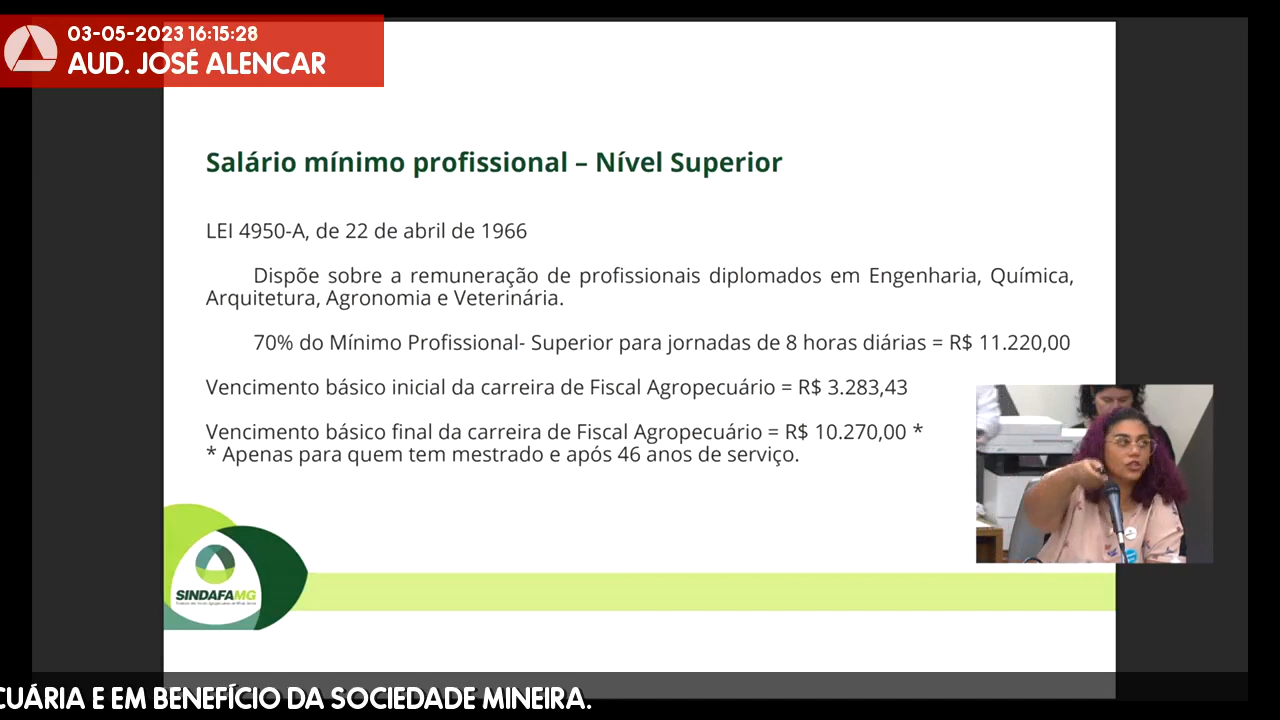 03-05-2023 16:15:28
AUD. JOSÉ ALENCAR
Salário mínimo profissional – Nível Superior
LEI 4950-A, de 22 de abril de 1966
Dispõe sobre a remuneração de profissionais diplomados em Engenharia, Química,
Arquitetura, Agronomia e Veterinária.
70% do Mínimo Profissional- Superior para jornadas de 8 horas diárias = R$ 11.220,00
Vencimento básico inicial da carreira de Fiscal Agropecuário = R$ 3.283,43
Vencimento básico final da carreira de Fiscal Agropecuário = R$ 10.270,00 *
* Apenas para quem tem mestrado e após 46 anos de serviço.
SINDAFAMG
CUÁRIA E EM BENEFÍCIO DA SOCIEDADE MINEIRA.